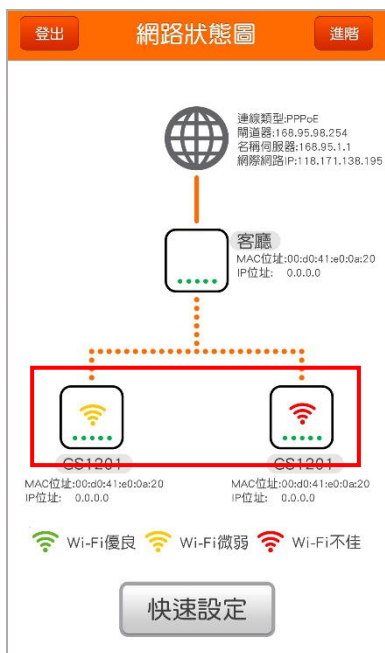 登出
網路狀態圖
進階
連線類型:PPPoE
閘道器:168.95.98.254
名稱伺服器:168.95.1.1
網際網路IP:118.171.138.195
客廳
MAC位址:00:d0:41:e0:0a:20
IP位址: 0.0.0.0
GS1201
MAC位址:00:d0:41:e0:0a:20
IP位址: 0.0.0.0
GS1201
MAC位址:00:d0:41:e0:0a:20
IP位址: 0.0.0.0
Wi-Fi優良
Wi-Fi微弱
Wi-Fi不佳
快速設定